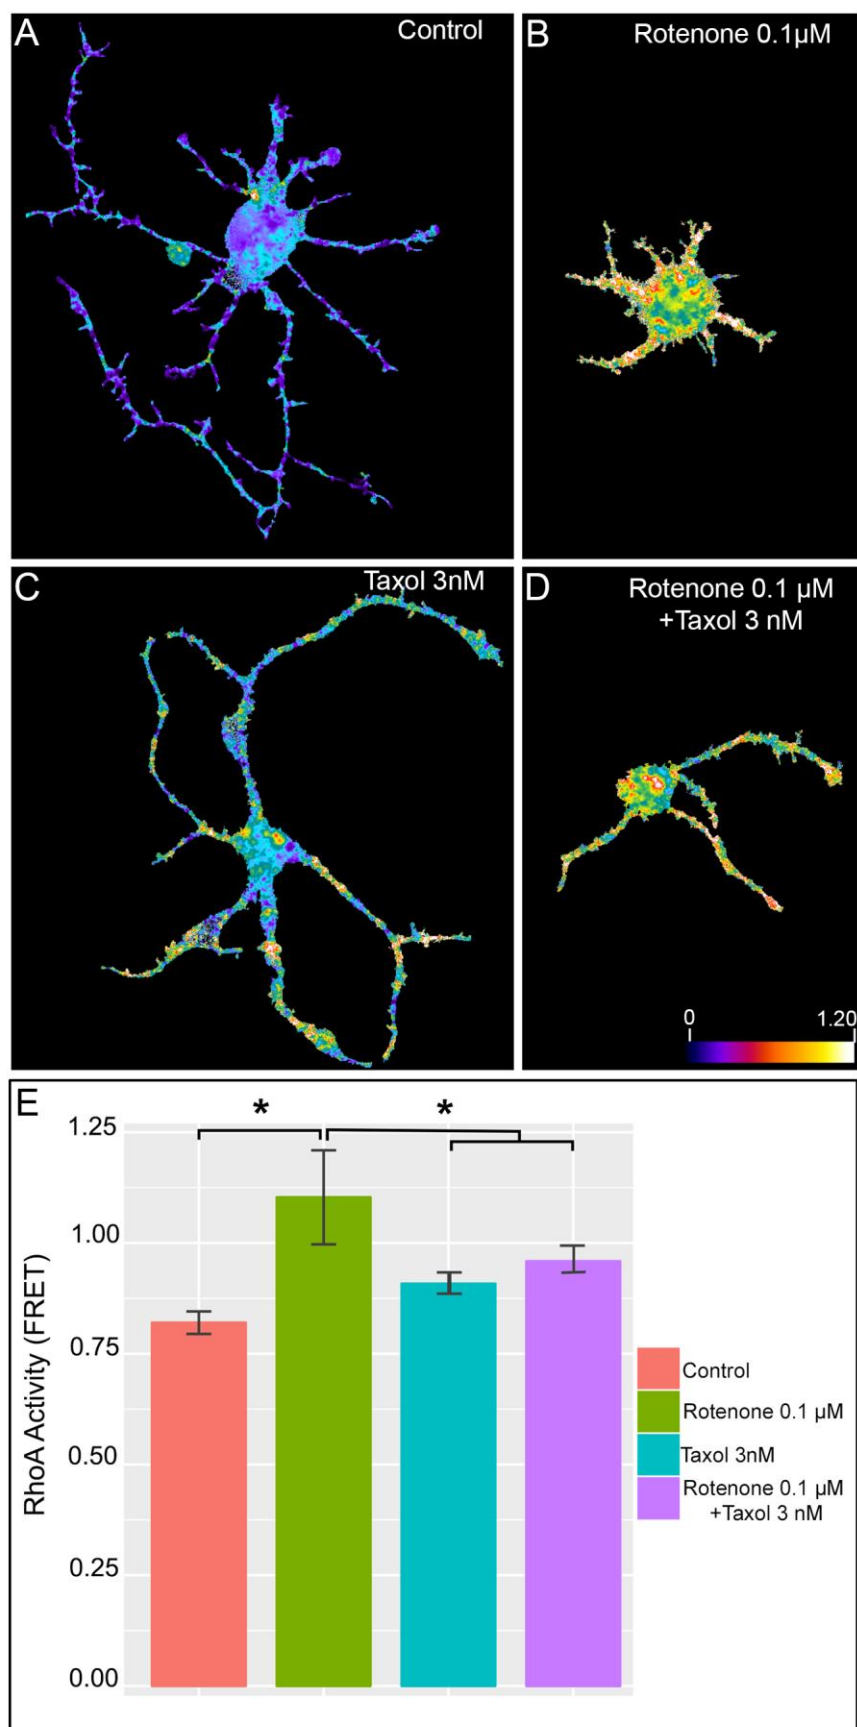 A
Control
B
Rotenone 0.1µM
C
Taxol 3nM
D
Rotenone 0.1 µM
+Taxol 3 nM
0
1.20
E
*
*
1.25
1.00
0.75
0.50
0.25
0.00
RhoA Activity (FRET)
Control
Rotenone 0.1 µM
Taxol 3nM
Rotenone 0.1 µM
+Taxol 3 nM